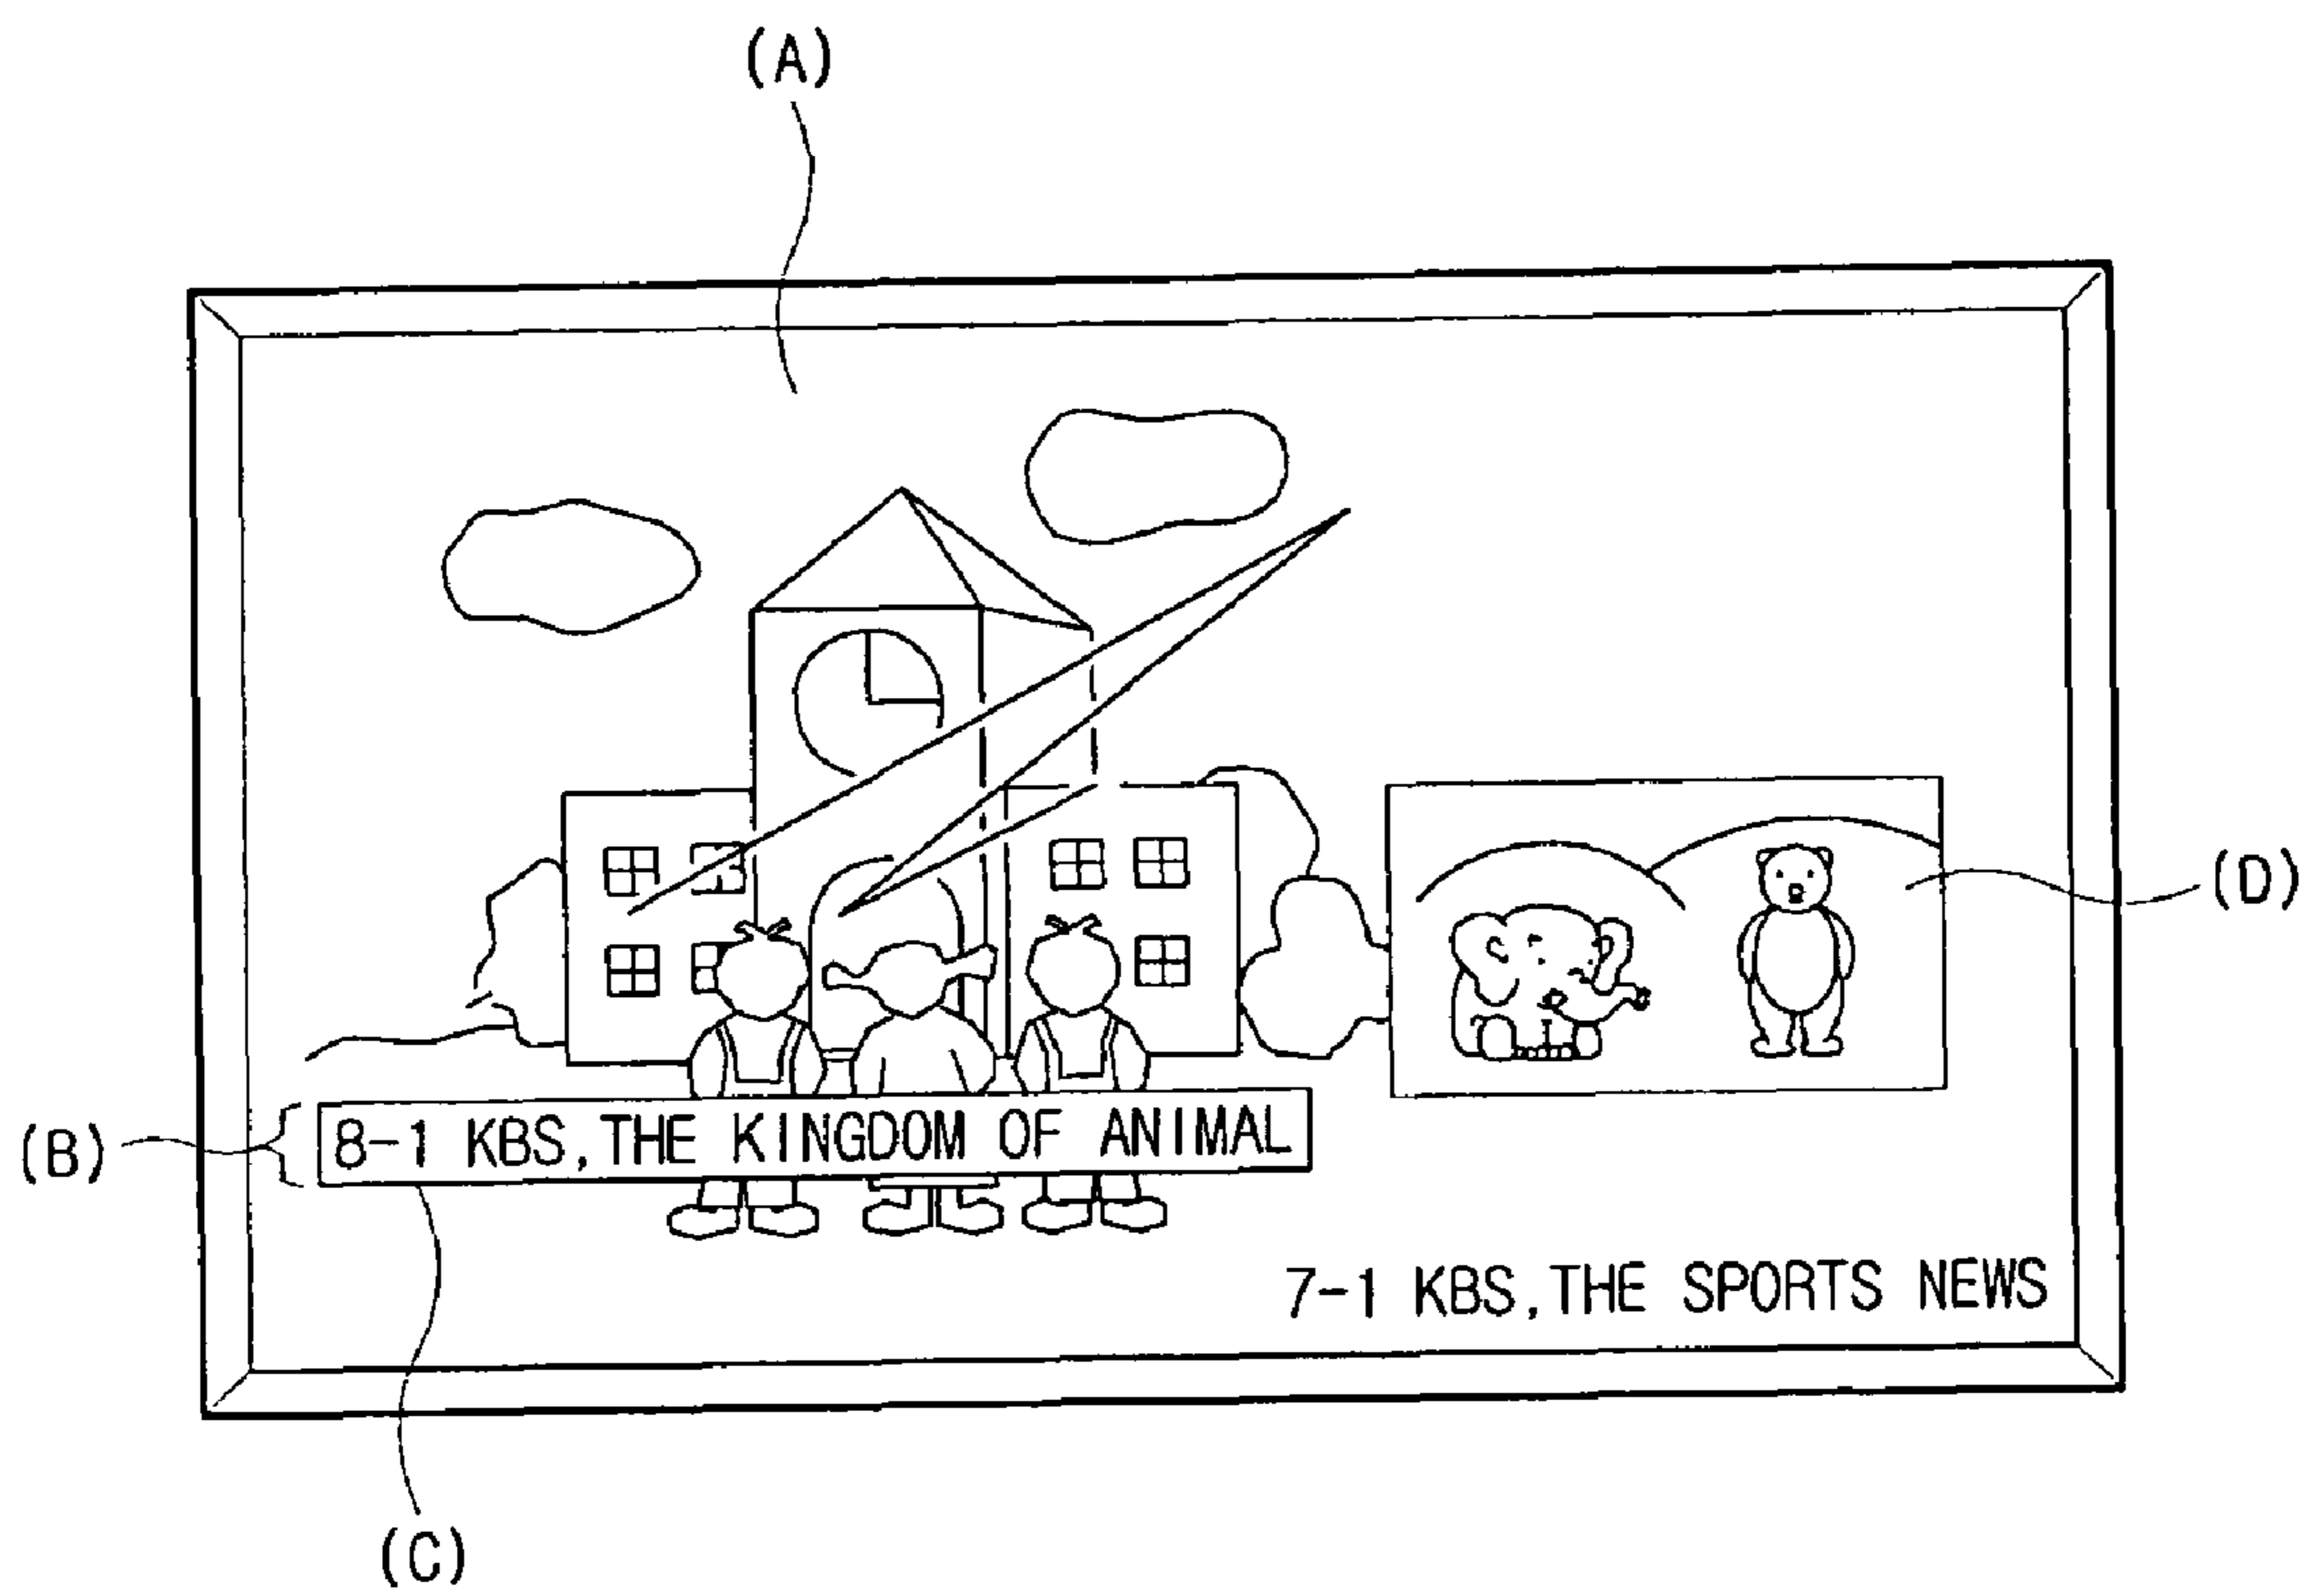 (A)
(D)
(B)
8-1 KBS,THE KINGDOM OF ANIMAL
7-1 KBS,THE SPORTS NEWS
(C)